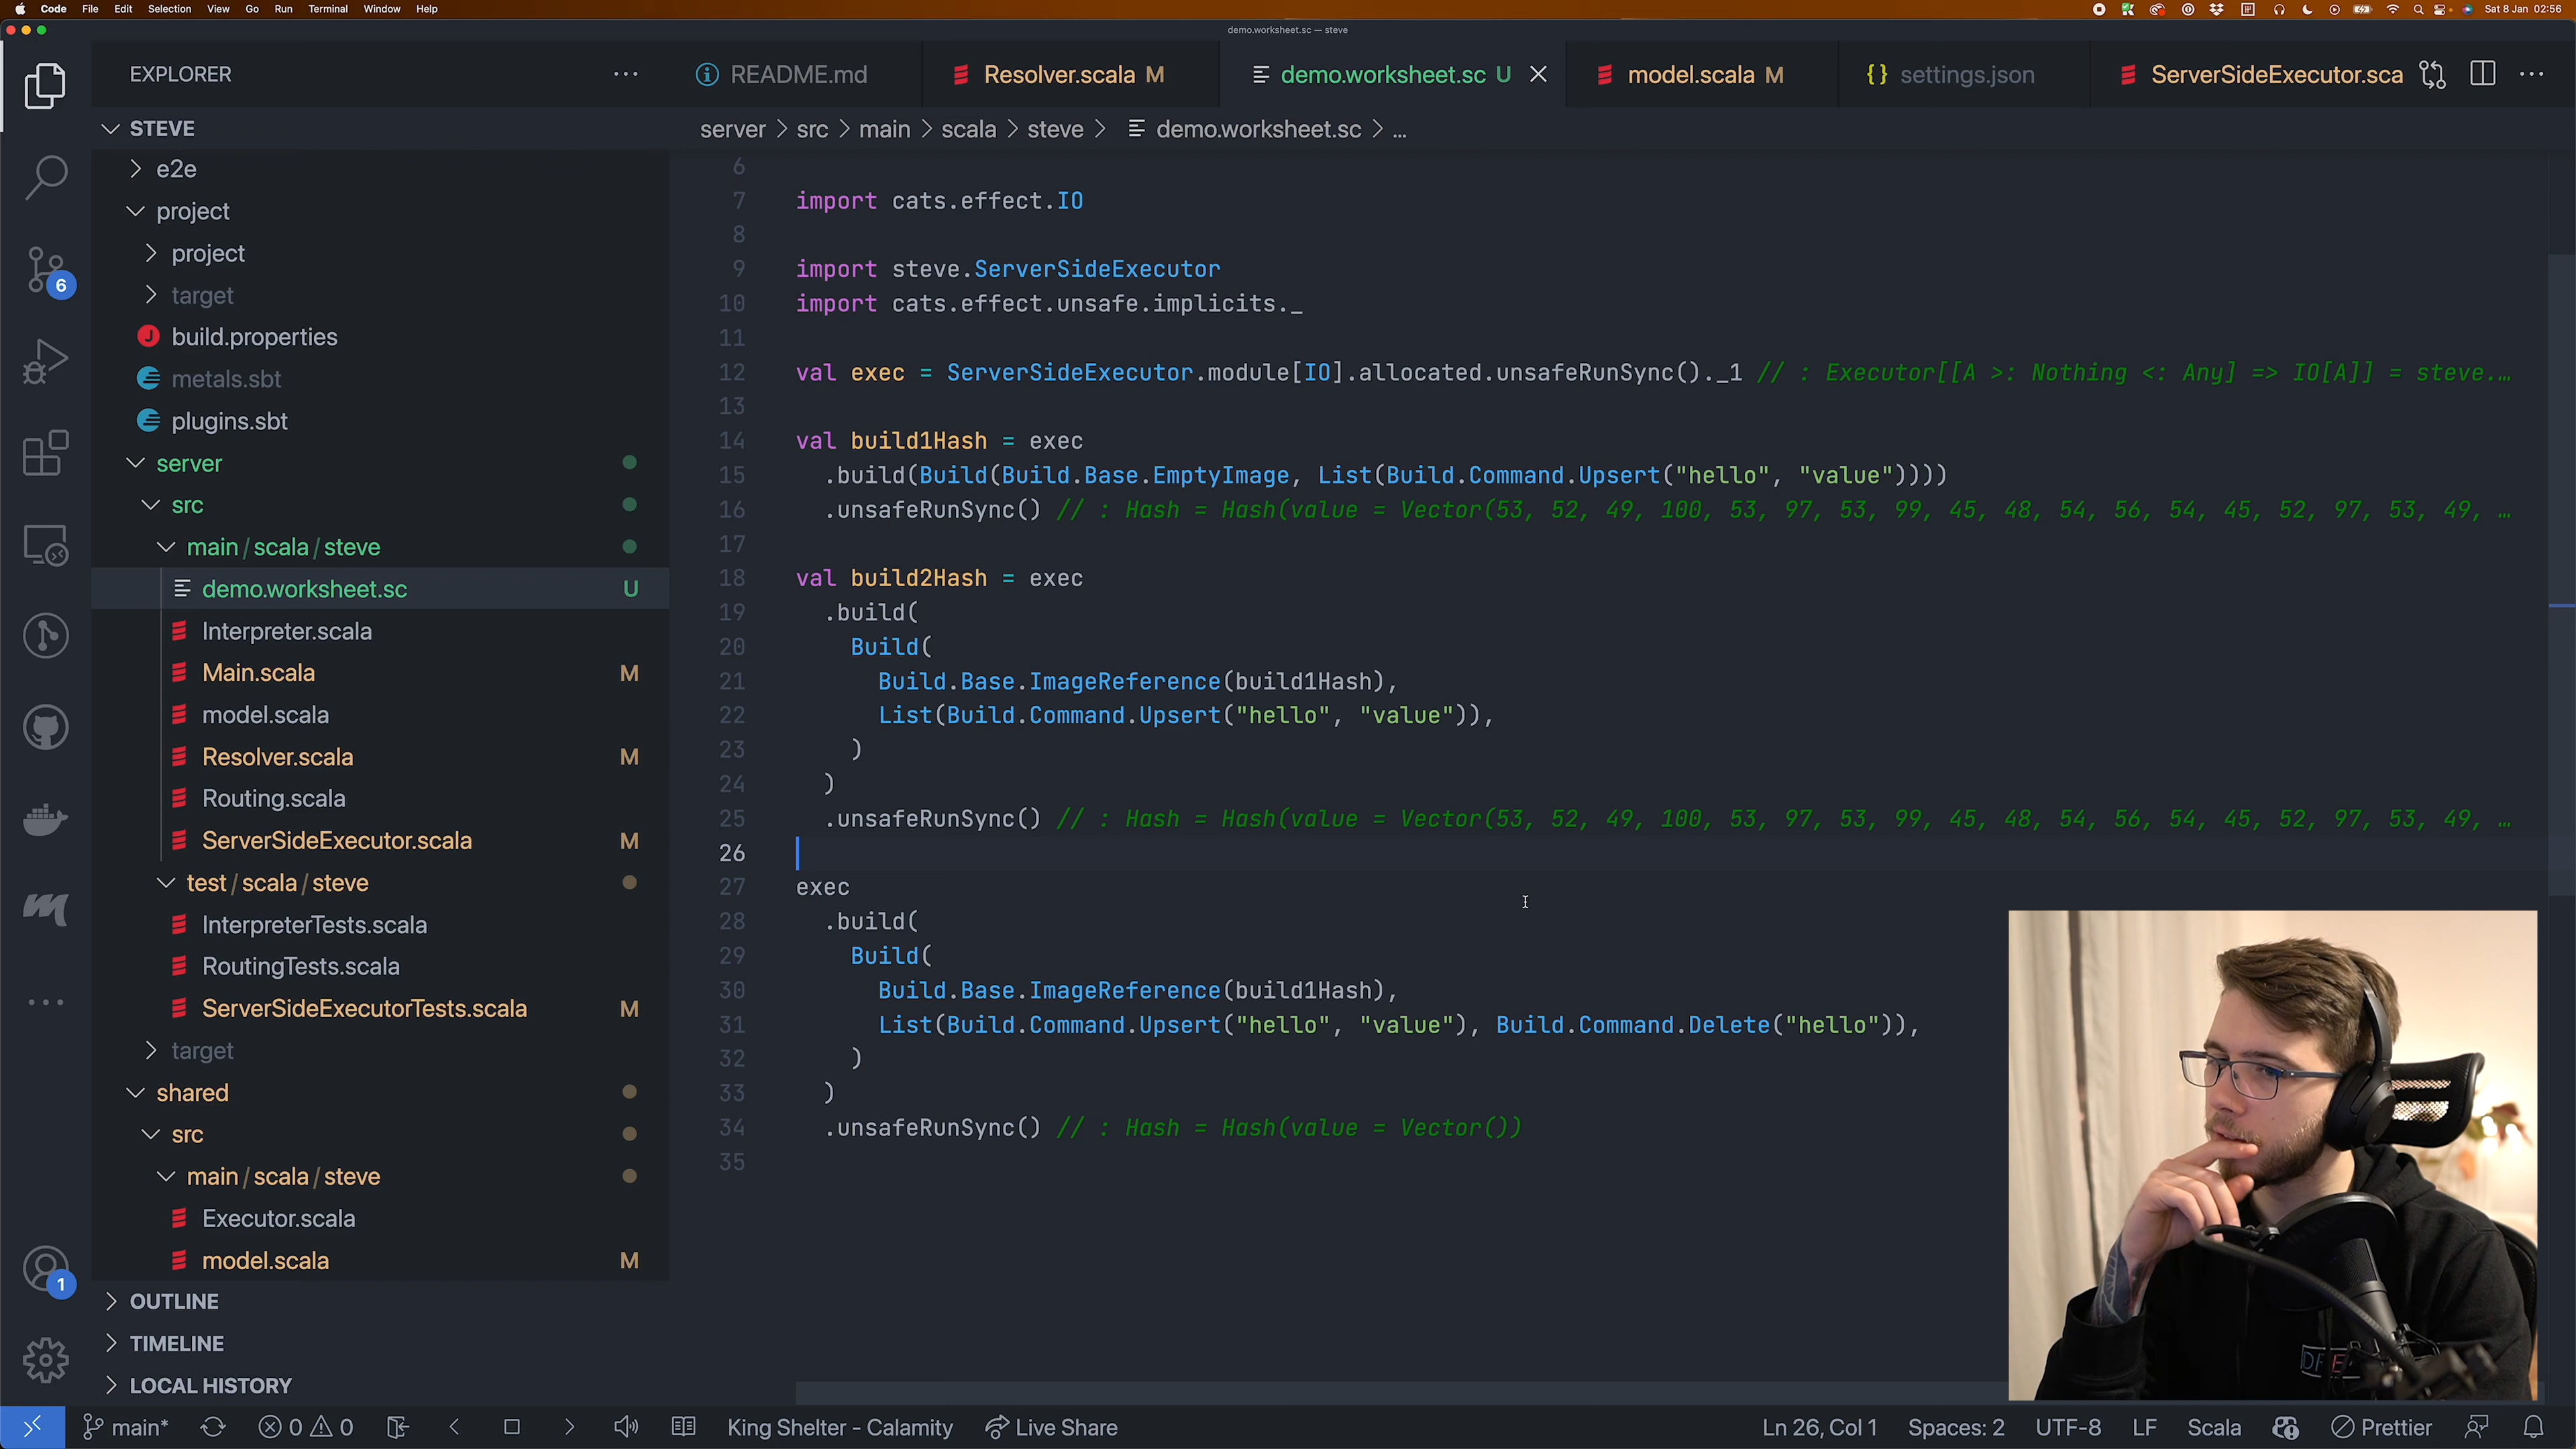 Code File Edit Selection View Go Run Terminal Window Help Sat 8 Jan 02:56
demo.worksheet.sc — steve
EXPLORER
README.md Resolver.scala M demo.worksheet.sc U model.scala M settings.json ServerSideExecutor.sca
STEVE
server > src > main > scala > steve > demo.worksheet.sc > ...
e2e
project
project
target
build.properties
metals.sbt
plugins.sbt
server
src
main/scala/steve
demo.worksheet.sc U
Interpreter.scala
Main.scala M
model.scala
Resolver.scala M
Routing.scala
ServerSideExecutor.scala M
test/scala/steve
InterpreterTests.scala
RoutingTests.scala
ServerSideExecutorTests.scala M
target
shared
src
main/scala/steve
Executor.scala
model.scala M
OUTLINE
TIMELINE
LOCAL HISTORY
6
1
6
7 import cats.effect.IO
8
9 import steve.ServerSideExecutor
10 import cats.effect.unsafe.implicits._
11
12 val exec = ServerSideExecutor.module[IO].allocated.unsafeRunSync()._1 // : Executor[[A >: Nothing <: Any] => IO[A]] = steve.…
13
14 val build1Hash = exec
15 .build(Build(Build.Base.EmptyImage, List(Build.Command.Upsert("hello", "value"))))
16 .unsafeRunSync() // : Hash = Hash(value = Vector(53, 52, 49, 100, 53, 97, 53, 99, 45, 48, 54, 56, 54, 45, 52, 97, 53, 49, …
17
18 val build2Hash = exec
19 .build(
20 Build(
21 Build.Base.ImageReference(build1Hash),
22 List(Build.Command.Upsert("hello", "value")),
23 )
24 )
25 .unsafeRunSync() // : Hash = Hash(value = Vector(53, 52, 49, 100, 53, 97, 53, 99, 45, 48, 54, 56, 54, 45, 52, 97, 53, 49, …
26
27 exec
28 .build(
29 Build(
30 Build.Base.ImageReference(build1Hash),
31 List(Build.Command.Upsert("hello", "value"), Build.Command.Delete("hello")),
32 )
33 )
34 .unsafeRunSync() // : Hash = Hash(value = Vector())
35
main* 0 0 King Shelter - Calamity Live Share Ln 26, Col 1 Spaces: 2 UTF-8 LF Scala Prettier